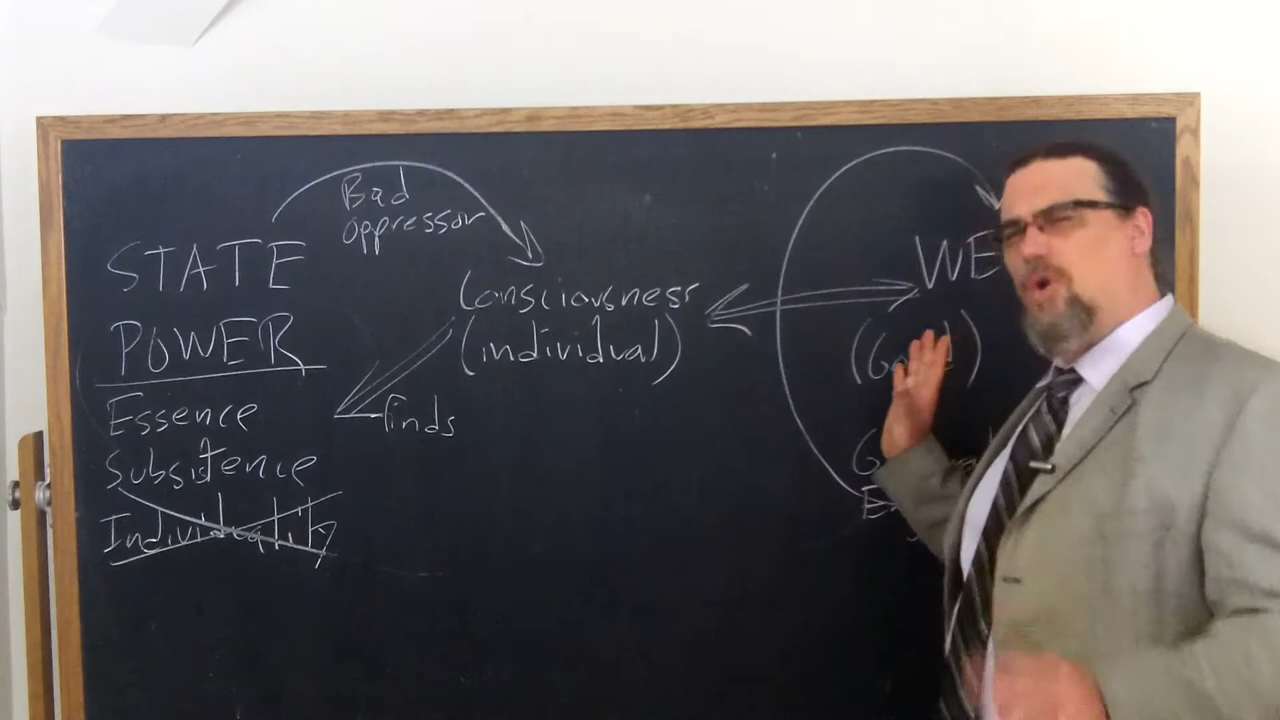 STATE
POWER
Essence
Subsistence
Individuality
Bad
oppressor
Consciousness
(individual)
finds
WE